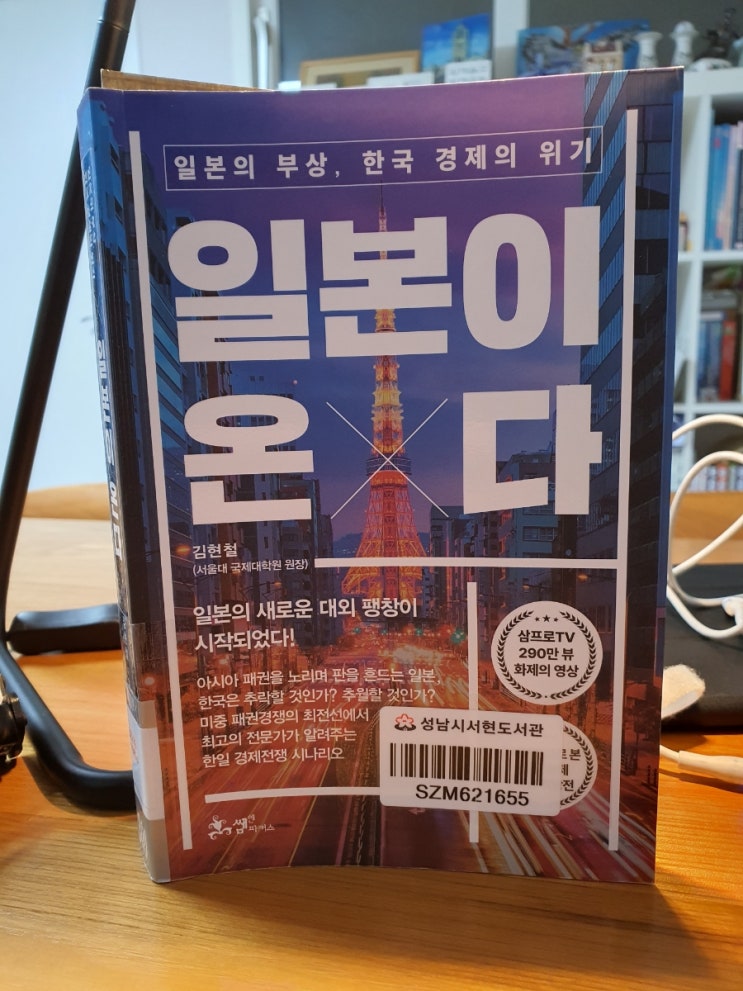 일본의 부상, 한국 경제의 위기
일본이
온다
김현철
(서울대 국제대학원 원장)
일본의 새로운 대외 팽창이
시작되었다!
아시아 패권을 노리며 판을 흔드는 일본,
한국은 추락할 것인가? 추월할 것인가?
미중 패권경쟁의 최전선에서
최고의 전문가가 알려주는
한일 경제전쟁 시나리오
삼프로TV
290만 뷰
화제의 영상
성남시서현도서관
SZM621655
쌤앤파커스